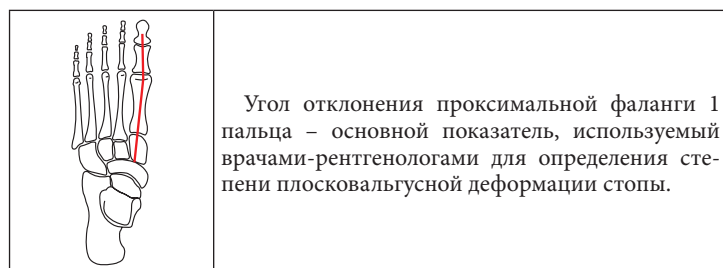 Угол отклонения проксимальной фаланги 1
пальца – основной показатель, используемый
врачами-рентгенологами для определения сте-
пени плосковальгусной деформации стопы.